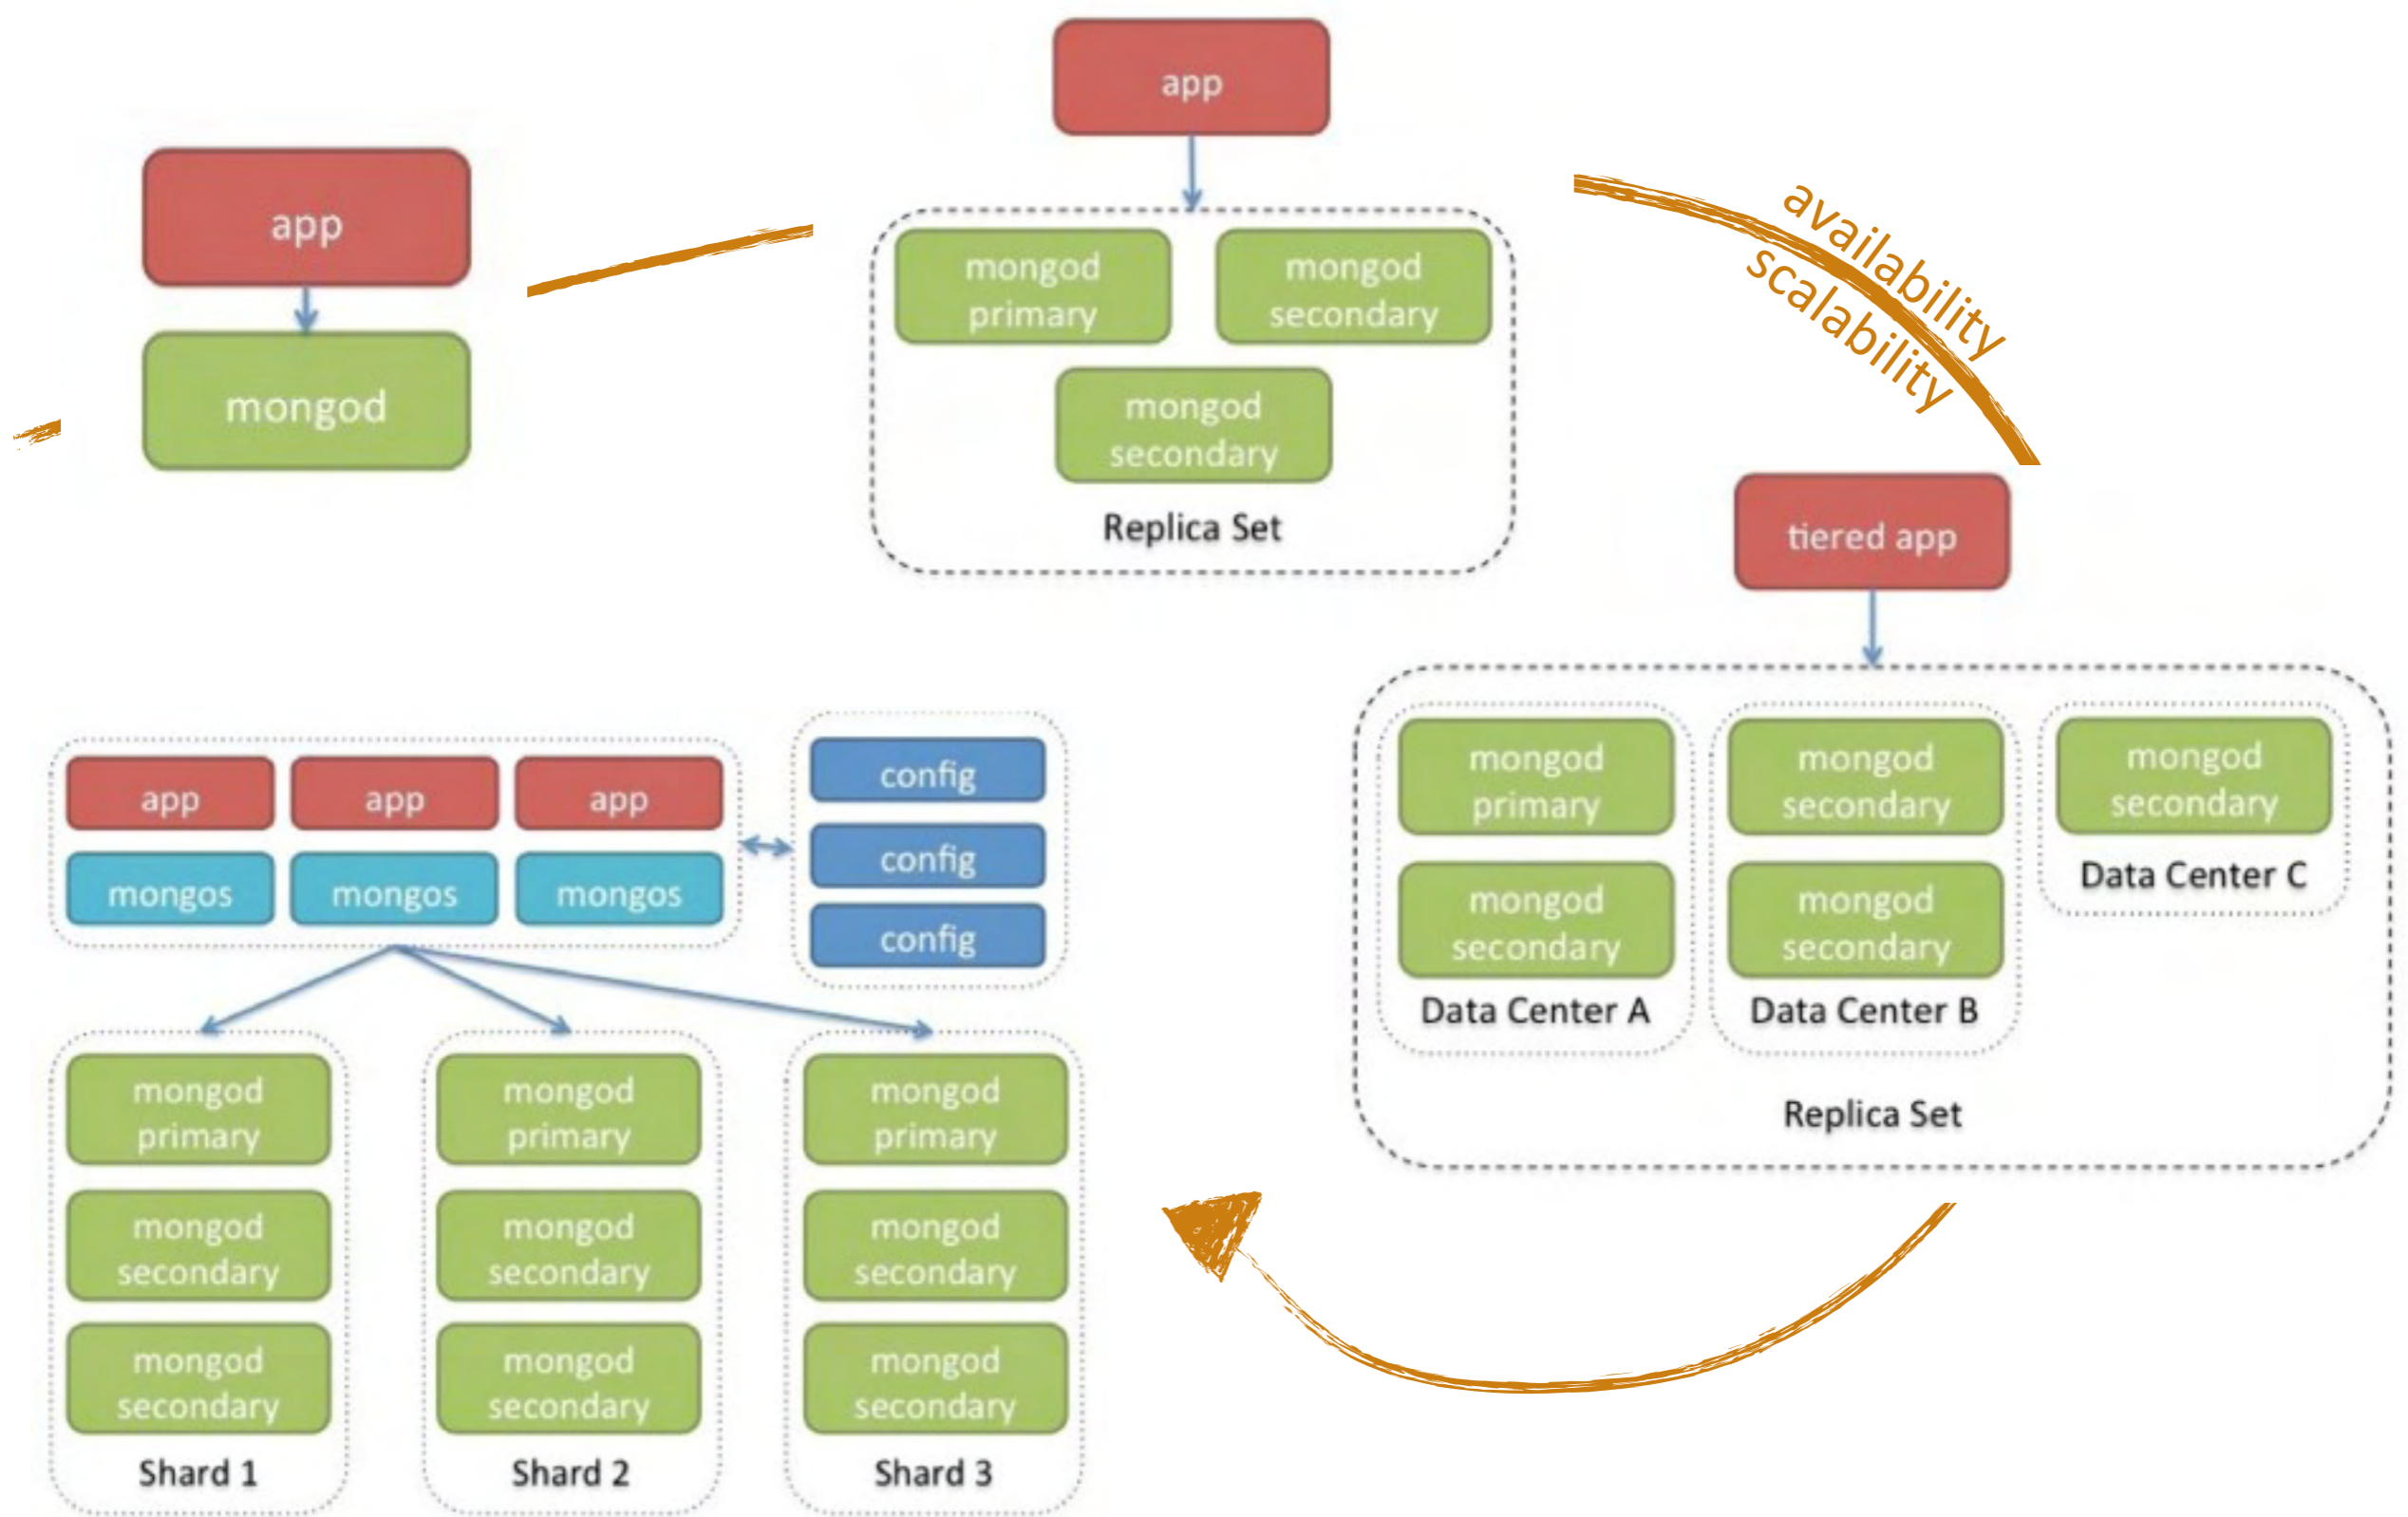 app
mongod
app
mongod
primary
mongod
secondary
mongod
secondary
Replica Set
availability
scalability
tiered app
mongod
primary
mongod
secondary
Data Center A
mongod
secondary
mongod
secondary
Data Center B
mongod
secondary
Data Center C
Replica Set
app
app
app
mongos
mongos
mongos
config
config
config
mongod
primary
mongod
secondary
mongod
secondary
Shard 1
mongod
primary
mongod
secondary
mongod
secondary
Shard 2
mongod
primary
mongod
secondary
mongod
secondary
Shard 3